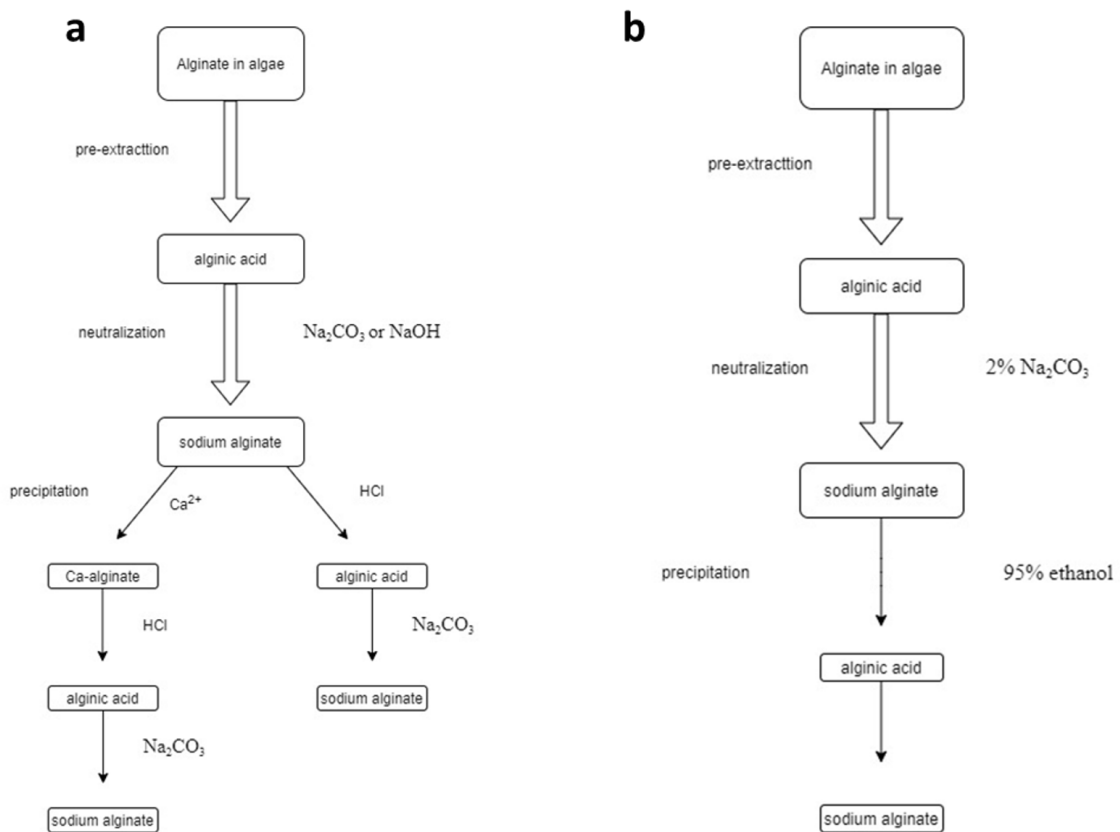 a
Alginate in algae
pre-extracttion
alginic acid
neutralization
Na₂CO₃ or NaOH
sodium alginate
precipitation
Ca²⁺
HCl
Ca-alginate
alginic acid
HCl
Na₂CO₃
alginic acid
sodium alginate
Na₂CO₃
sodium alginate
b
Alginate in algae
pre-extracttion
alginic acid
neutralization
2% Na₂CO₃
sodium alginate
precipitation
95% ethanol
alginic acid
sodium alginate